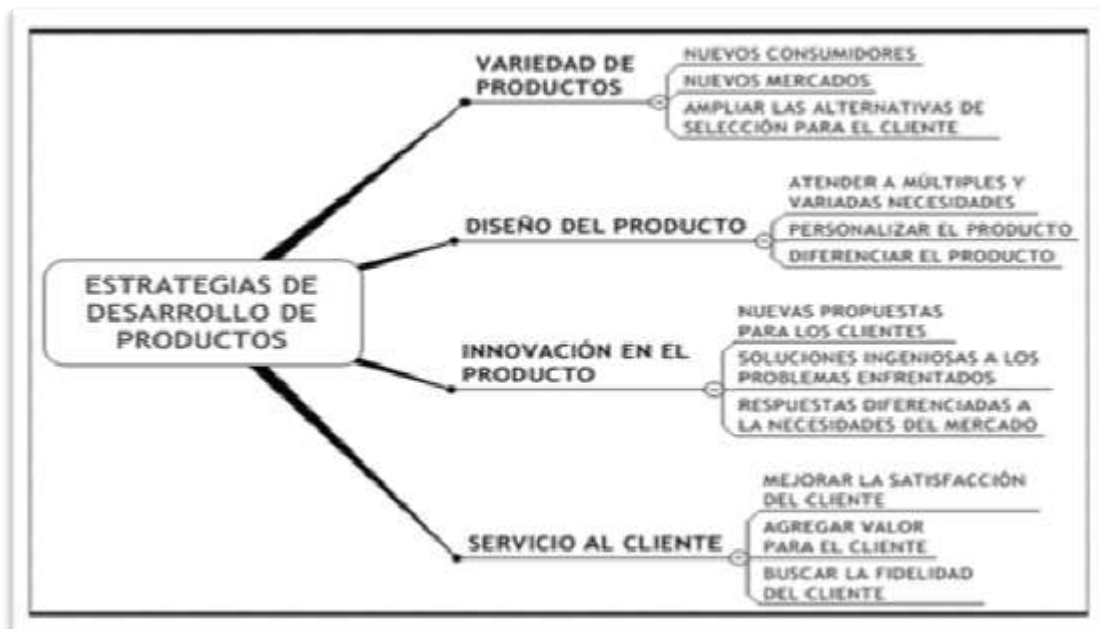 VARIEDAD DE
PRODUCTOS
NUEVOS CONSUMIDORES
NUEVOS MERCADOS
AMPLIAR LAS ALTERNATIVAS DE
SELECCIÓN PARA EL CLIENTE
DISEÑO DEL PRODUCTO
ATENDER A MÚLTIPLES Y
VARIADAS NECESIDADES
PERSONALIZAR EL PRODUCTO
DIFERENCIAR EL PRODUCTO
ESTRATEGIAS DE
DESARROLLO DE
PRODUCTOS
INNOVACIÓN EN EL
PRODUCTO
NUEVAS PROPUESTAS
PARA LOS CLIENTES
SOLUCIONES INGENIOSAS A LOS
PROBLEMAS ENFRENTADOS
RESPUESTAS DIFERENCIADAS A
LA NECESIDADES DEL MERCADO
SERVICIO AL CLIENTE
MEJORAR LA SATISFACCIÓN
DEL CLIENTE
AGREGAR VALOR
PARA EL CLIENTE
BUSCAR LA FIDELIDAD
DEL CLIENTE